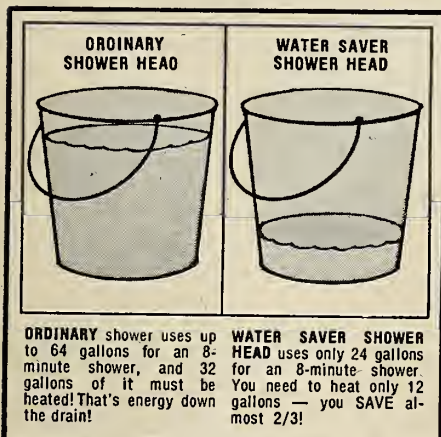 ORDINARY
SHOWER HEAD
WATER SAVER
SHOWER HEAD
ORDINARY shower uses up
to 64 gallons for an 8-
minute shower, and 32
gallons of it must be
heated! That's energy down
the drain!
WATER SAVER SHOWER
HEAD uses only 24 gallons
for an 8-minute shower
You need to heat only 12
gallons — you SAVE al-
most 2/3!